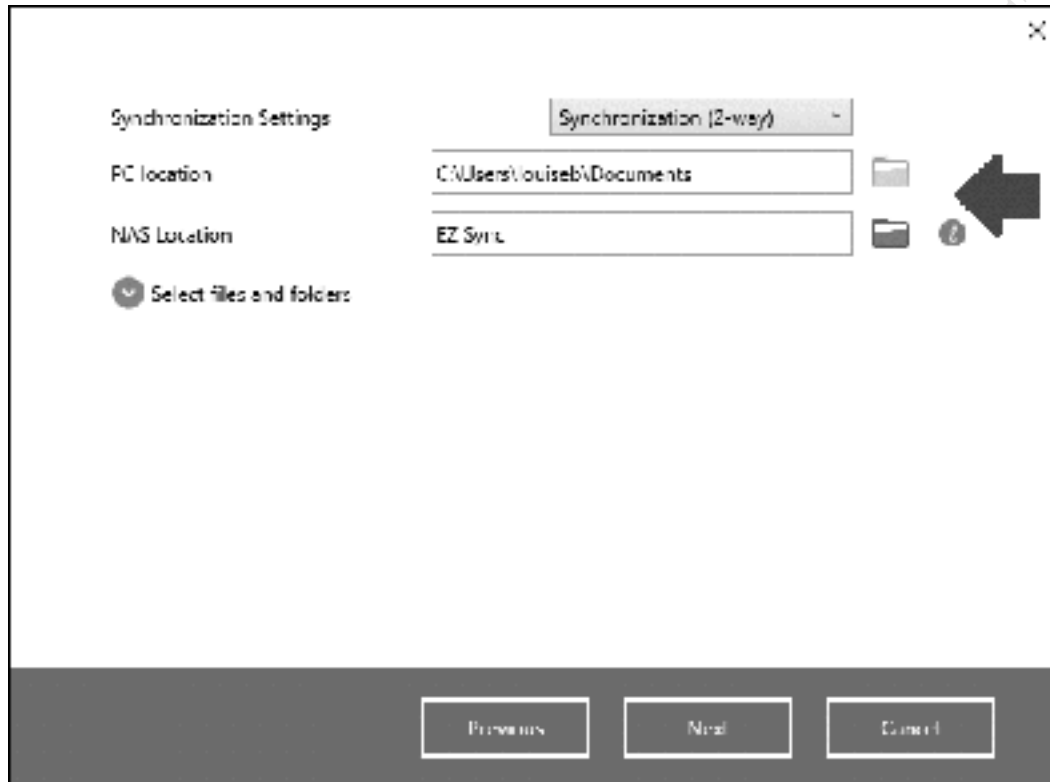 Synchronization Settings
Synchronization (2-way)
PC location
C:\Users\louiseb\Documents
NAS Location
EZ Sync
Select files and folders
Previous
Next
Cancel